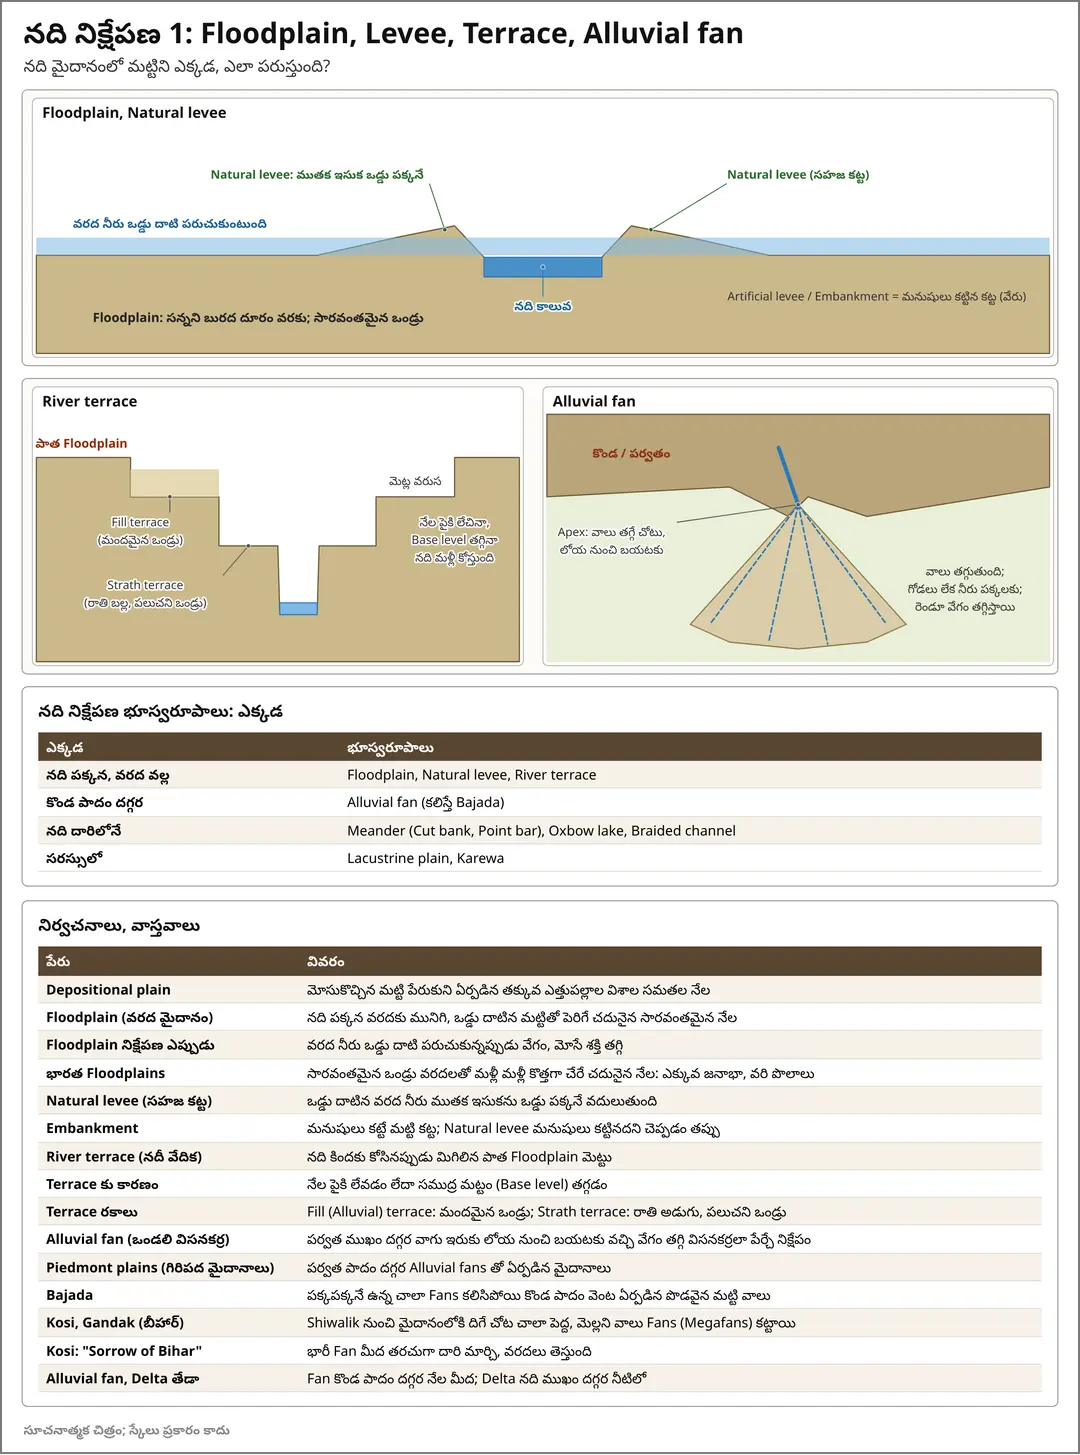 నది నిక్షేపణ 1: Floodplain, Levee, Terrace, Alluvial fan
నది మైదానంలో మట్టిని ఎక్కడ, ఎలా పరుస్తుంది?
Floodplain, Natural levee
Natural levee: ముతక ఇసుక ఒడ్డు పక్కనే
Natural levee (సహజ కట్ట)
వరద నీరు ఒడ్డు దాటి పరుచుకుంటుంది
నది కాలువ
Artificial levee / Embankment = మనుషులు కట్టిన కట్ట (వేరు)
Floodplain: సన్నని బురద దూరం వరకు; సారవంతమైన ఒండ్రు
River terrace
పాత Floodplain
మెట్ల వరుస
Fill terrace
(మందమైన ఒండ్రు)
నేల పైకి లేచినా,
Base level తగ్గినా
నది మళ్లీ కోస్తుంది
Strath terrace
(రాతి బల్ల, పలుచని ఒండ్రు)
Alluvial fan
కొండ / పర్వతం
Apex: వాలు తగ్గే చోటు,
లోయ నుంచి బయటకు
వాలు తగ్గుతుంది;
గోడలు లేక నీరు పక్కలకు;
రెండూ వేగం తగ్గిస్తాయి
నది నిక్షేపణ భూస్వరూపాలు: ఎక్కడ
ఎక్కడ	భూస్వరూపాలు
నది పక్కన, వరద వల్ల	Floodplain, Natural levee, River terrace
కొండ పాదం దగ్గర	Alluvial fan (కలిస్తే Bajada)
నది దారిలోనే	Meander (Cut bank, Point bar), Oxbow lake, Braided channel
సరస్సులో	Lacustrine plain, Karewa
నిర్వచనాలు, వాస్తవాలు
పేరు	వివరం
Depositional plain	మోసుకొచ్చిన మట్టి పేరుకుని ఏర్పడిన తక్కువ ఎత్తుపల్లాల విశాల సమతల నేల
Floodplain (వరద మైదానం)	నది పక్కన వరదకు మునిగి, ఒడ్డు దాటిన మట్టితో పెరిగే చదునైన సారవంతమైన నేల
Floodplain నిక్షేపణ ఎప్పుడు	వరద నీరు ఒడ్డు దాటి పరుచుకున్నప్పుడు వేగం, మోసే శక్తి తగ్గి
భారత Floodplains	సారవంతమైన ఒండ్రు వరదలతో మళ్లీ మళ్లీ కొత్తగా చేరే చదునైన నేల: ఎక్కువ జనాభా, వరి పొలాలు
Natural levee (సహజ కట్ట)	ఒడ్డు దాటిన వరద నీరు ముతక ఇసుకను ఒడ్డు పక్కనే వదులుతుంది
Embankment	మనుషులు కట్టే మట్టి కట్ట; Natural levee మనుషులు కట్టినదని చెప్పడం తప్పు
River terrace (నదీ వేదిక)	నది కిందకు కోసినప్పుడు మిగిలిన పాత Floodplain మెట్టు
Terrace కు కారణం	నేల పైకి లేవడం లేదా సముద్ర మట్టం (Base level) తగ్గడం
Terrace రకాలు	Fill (Alluvial) terrace: మందమైన ఒండ్రు; Strath terrace: రాతి అడుగు, పలుచని ఒండ్రు
Alluvial fan (ఒండలి విసనకర్ర)	పర్వత ముఖం దగ్గర వాగు ఇరుకు లోయ నుంచి బయటకు వచ్చి వేగం తగ్గి విసనకర్రలా పేర్చే నిక్షేపం
Piedmont plains (గిరిపద మైదానాలు)	పర్వత పాదం దగ్గర Alluvial fans తో ఏర్పడిన మైదానాలు
Bajada	పక్కపక్కనే ఉన్న చాలా Fans కలిసిపోయి కొండ పాదం వెంట ఏర్పడిన పొడవైన మట్టి వాలు
Kosi, Gandak (బీహార్)	Shiwalik నుంచి మైదానంలోకి దిగే చోట చాలా పెద్ద, మెల్లని వాలు Fans (Megafans) కట్టాయి
Kosi: "Sorrow of Bihar"	భారీ Fan మీద తరచుగా దారి మార్చి, వరదలు తెస్తుంది
Alluvial fan, Delta తేడా	Fan కొండ పాదం దగ్గర నేల మీద; Delta నది ముఖం దగ్గర నీటిలో
సూచనాత్మక చిత్రం; స్కేలు ప్రకారం కాదు